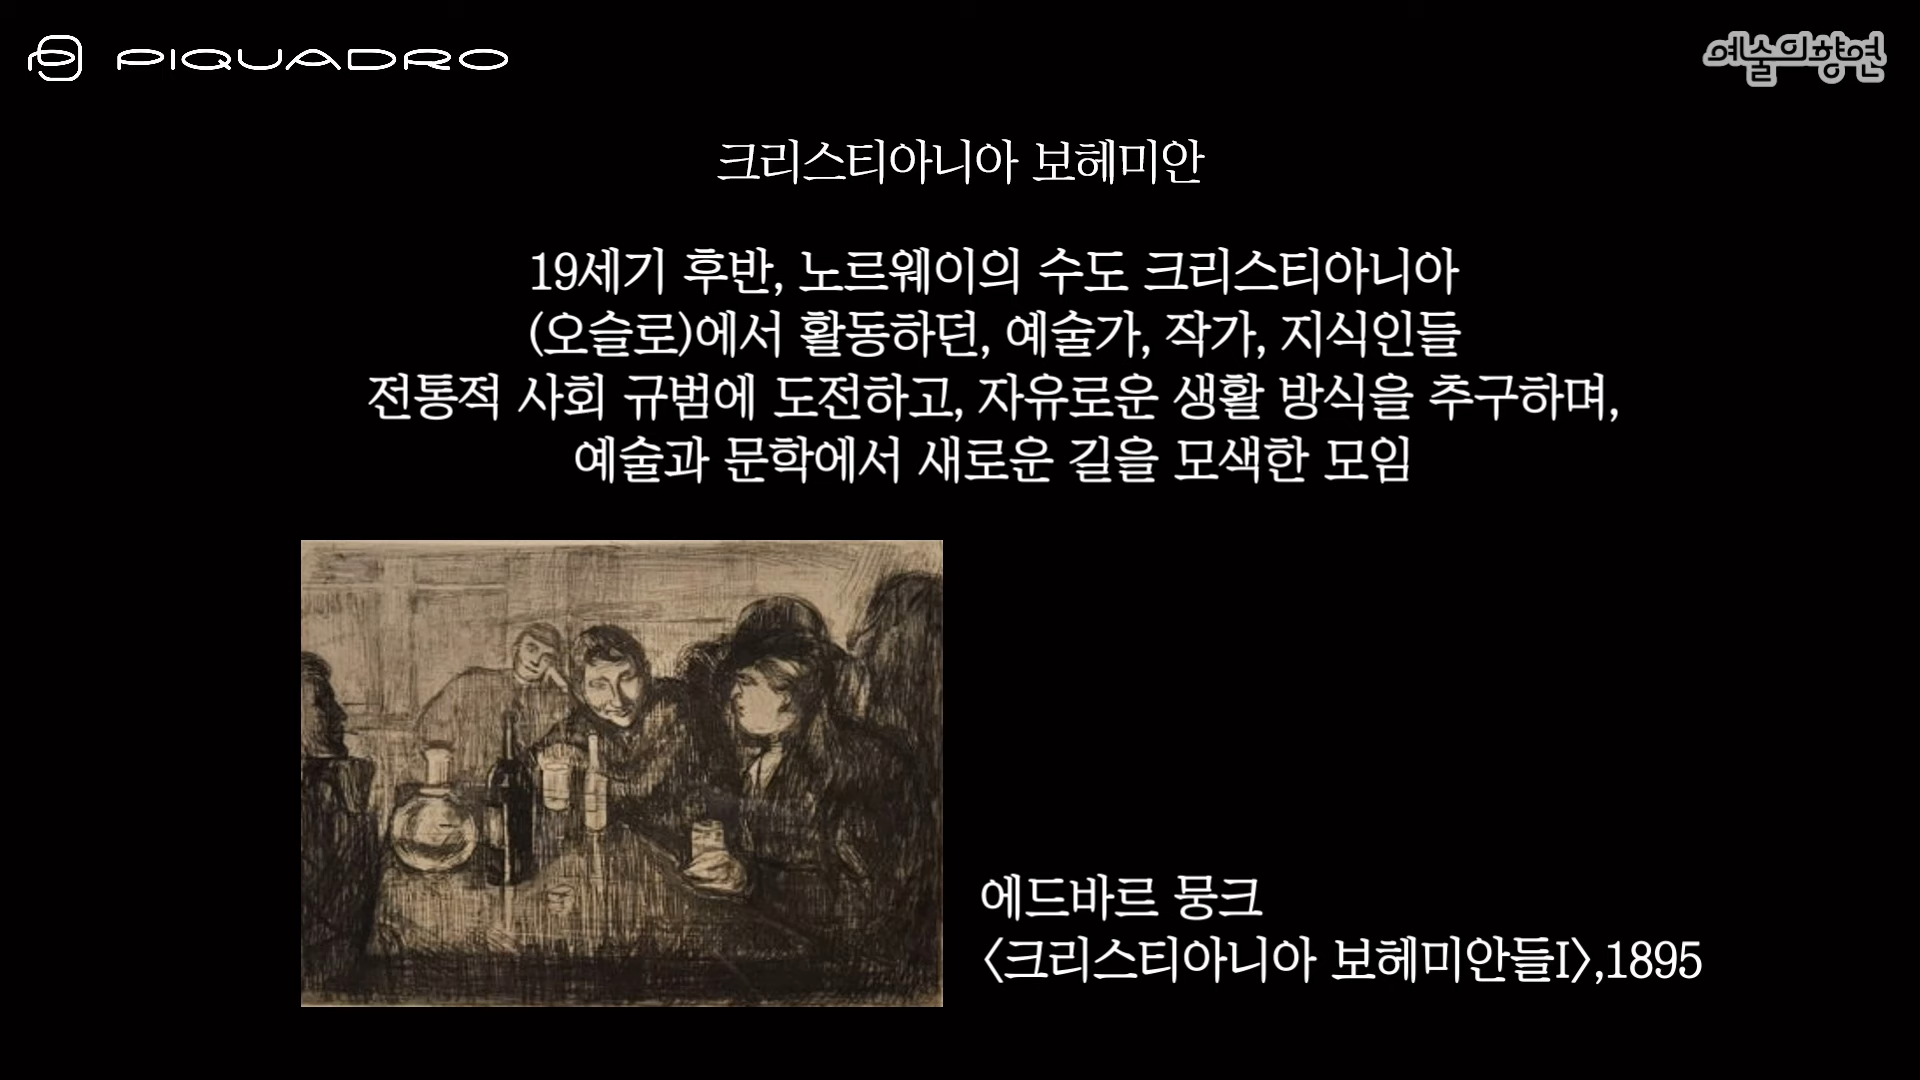 PIQUADRO
예술의향연
크리스티아니아 보헤미안
19세기 후반, 노르웨이의 수도 크리스티아니아
(오슬로)에서 활동하던, 예술가, 작가, 지식인들
전통적 사회 규범에 도전하고, 자유로운 생활 방식을 추구하며,
예술과 문학에서 새로운 길을 모색한 모임
에드바르 뭉크
<크리스티아니아 보헤미안들I>,1895